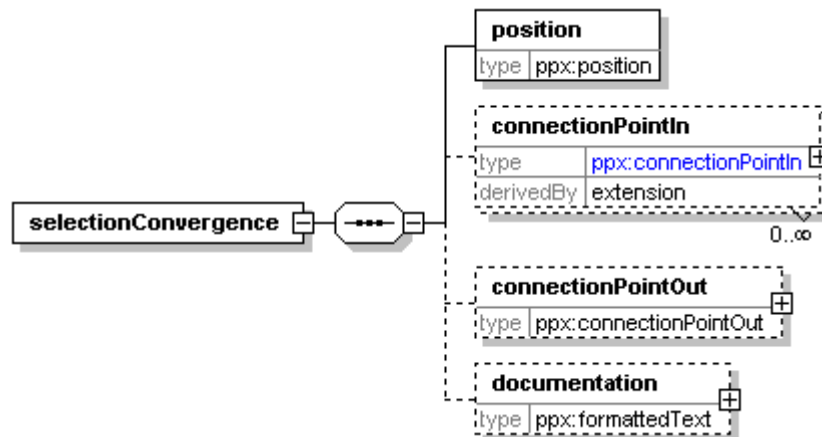 position
type ppx:position
connectionPointIn
type ppx:connectionPointIn
derivedBy extension
0..∞
selectionConvergence
connectionPointOut
type ppx:connectionPointOut
documentation
type ppx:formattedText